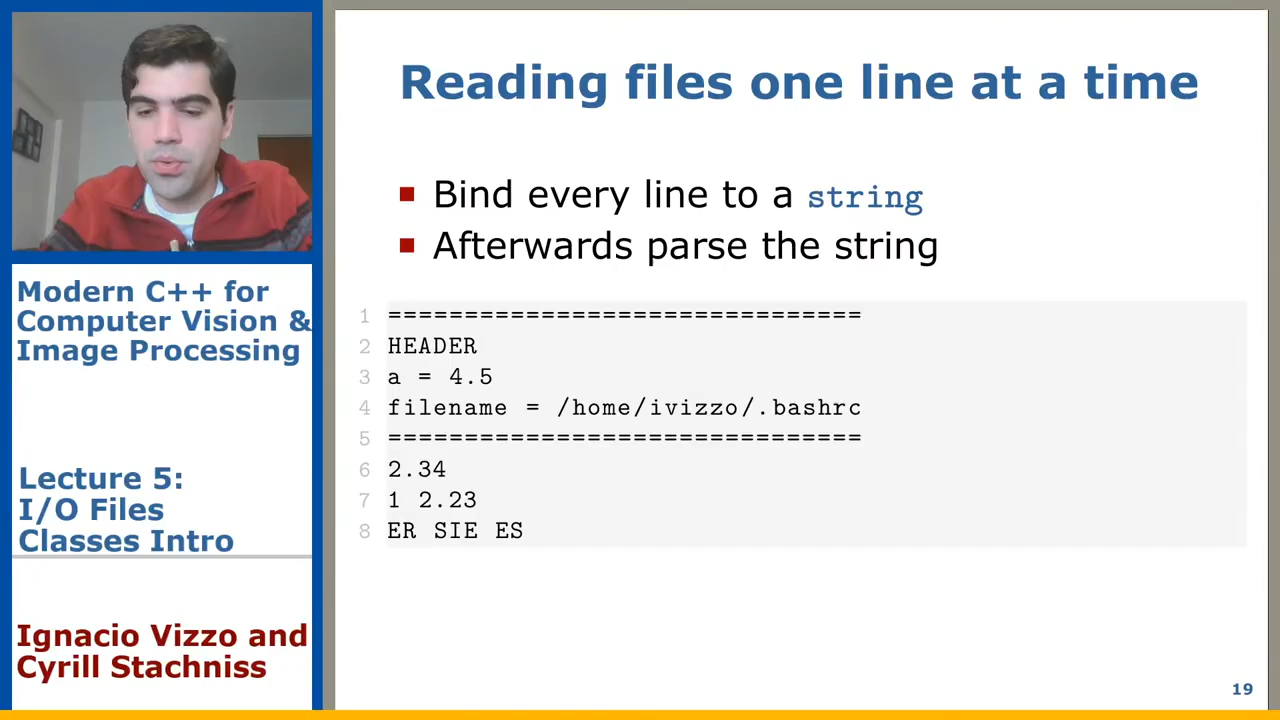 Reading files one line at a time
Bind every line to a string
Afterwards parse the string
1 ===============================
2 HEADER
3 a = 4.5
4 filename = /home/ivizzo/.bashrc
5 ===============================
6 2.34
7 1 2.23
8 ER SIE ES
Modern C++ for
Computer Vision &
Image Processing
Lecture 5:
I/O Files
Classes Intro
Ignacio Vizzo and
Cyrill Stachniss
19